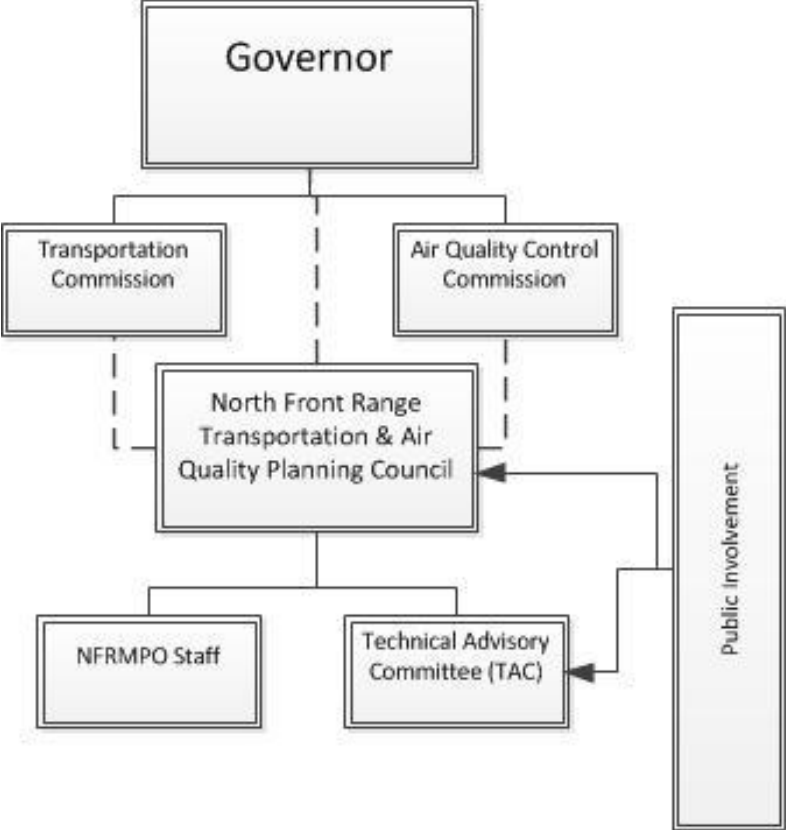 Governor
Transportation
Commission
Air Quality Control
Commission
North Front Range
Transportation & Air
Quality Planning Council
Public Involvement
NFRMPO Staff
Technical Advisory
Committee (TAC)